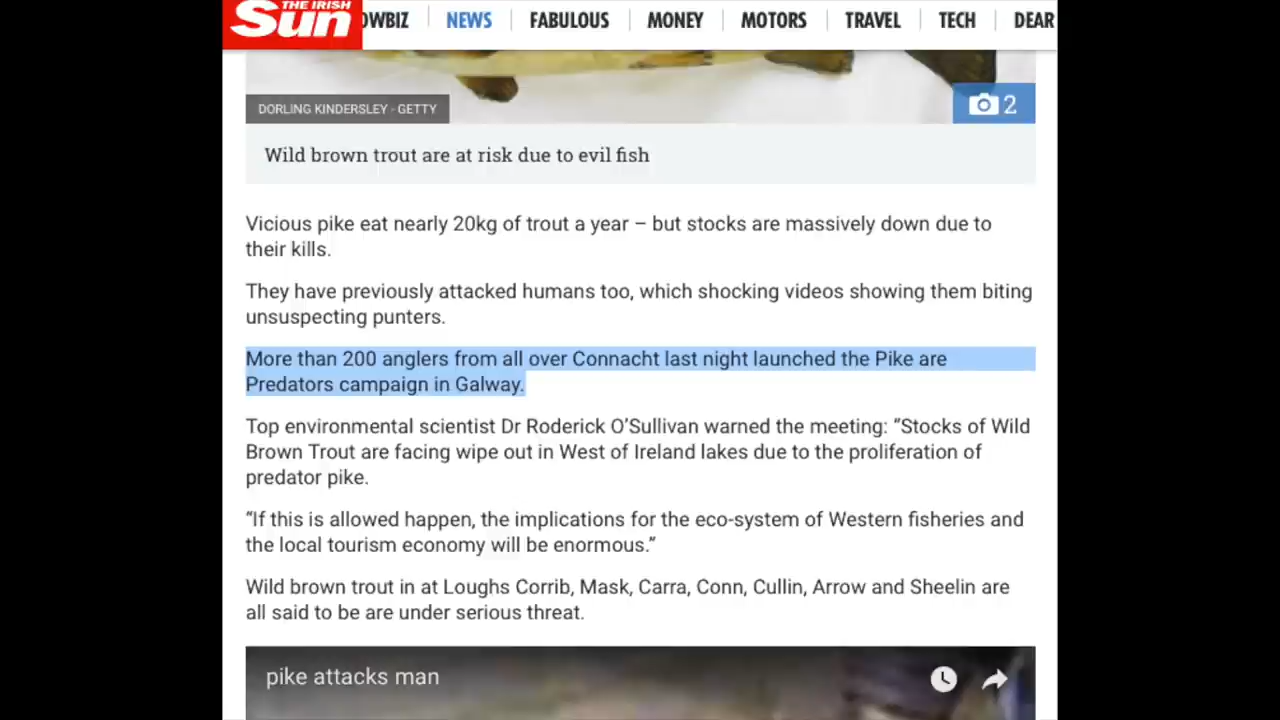 THE IRISH
Sun
OWBIZ NEWS FABULOUS MONEY MOTORS TRAVEL TECH DEAR
DORLING KINDERSLEY - GETTY
2
Wild brown trout are at risk due to evil fish
Vicious pike eat nearly 20kg of trout a year – but stocks are massively down due to
their kills.
They have previously attacked humans too, which shocking videos showing them biting
unsuspecting punters.
More than 200 anglers from all over Connacht last night launched the Pike are
Predators campaign in Galway.
Top environmental scientist Dr Roderick O’Sullivan warned the meeting: “Stocks of Wild
Brown Trout are facing wipe out in West of Ireland lakes due to the proliferation of
predator pike.
“If this is allowed happen, the implications for the eco-system of Western fisheries and
the local tourism economy will be enormous.”
Wild brown trout in at Loughs Corrib, Mask, Carra, Conn, Cullin, Arrow and Sheelin are
all said to be are under serious threat.
pike attacks man